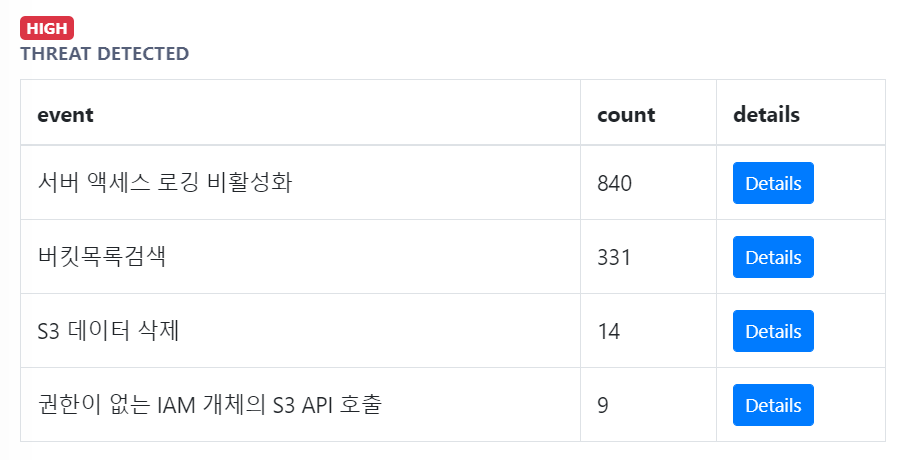 HIGH
THREAT DETECTED
event count details
서버 액세스 로깅 비활성화 840 Details
버킷목록검색 331 Details
S3 데이터 삭제 14 Details
권한이 없는 IAM 개체의 S3 API 호출 9 Details